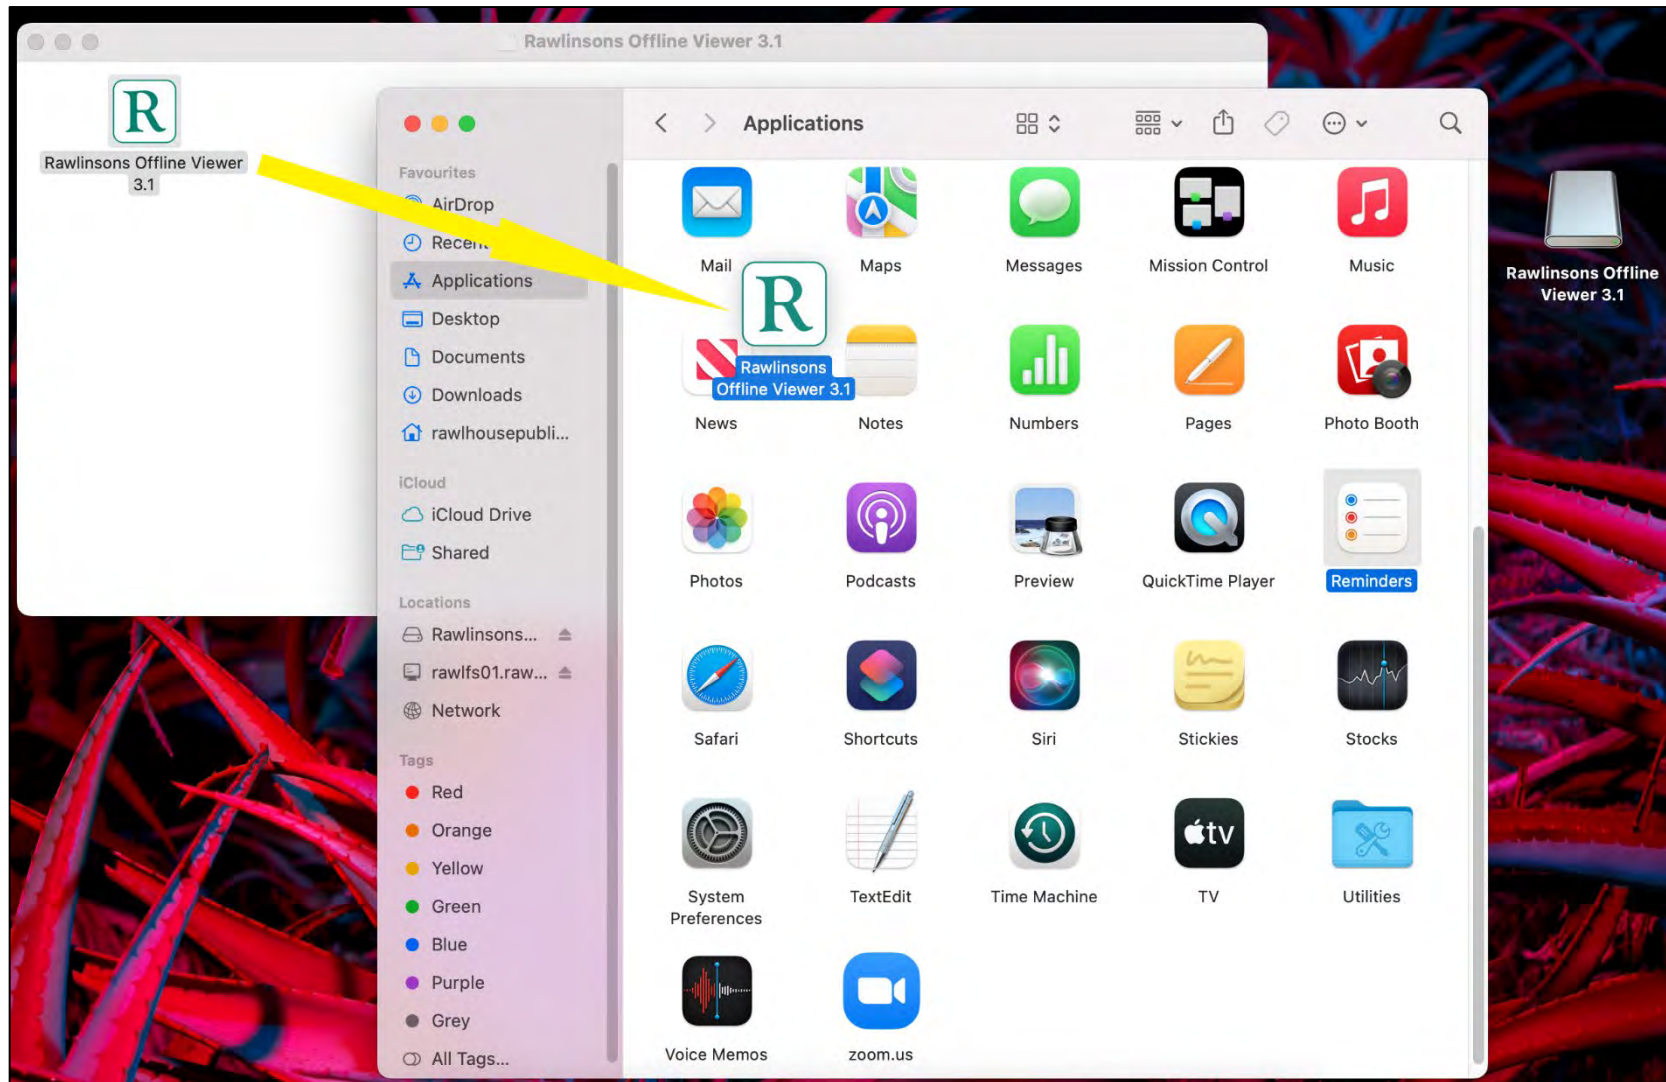 Rawlinsons Offline Viewer 3.1
R
Rawlinsons Offline Viewer
3.1
Applications
Favourites
AirDrop
Recent
Applications
Desktop
Documents
Downloads
rawlhousepubli...
iCloud
iCloud Drive
Shared
Locations
Rawlinsons...
rawlfs01.raw...
Network
Tags
Red
Orange
Yellow
Green
Blue
Purple
Grey
All Tags...
Mail
Maps
Messages
Mission Control
Music
R
Rawlinsons
Offline Viewer 3.1
News
Notes
Numbers
Pages
Photo Booth
Photos
Podcasts
Preview
QuickTime Player
Reminders
Safari
Shortcuts
Siri
Stickies
Stocks
tv
System
Preferences
TextEdit
Time Machine
TV
Utilities
Voice Memos
zoom.us
Rawlinsons Offline
Viewer 3.1